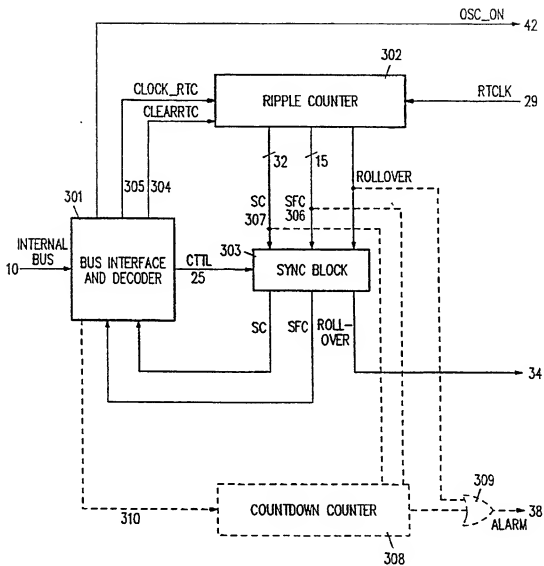 OSC_ON
42
302
CLOCK_RTC
RIPPLE COUNTER
RTCLK
29
CLEARRTC
32
15
ROLLOVER
305
304
301
SC
307
SFC
306
303
INTERNAL
BUS
10
BUS INTERFACE
AND DECODER
CTTL
25
SYNC BLOCK
SC
SFC
ROLL-
OVER
34
309
310
COUNTDOWN COUNTER
38
ALARM
308